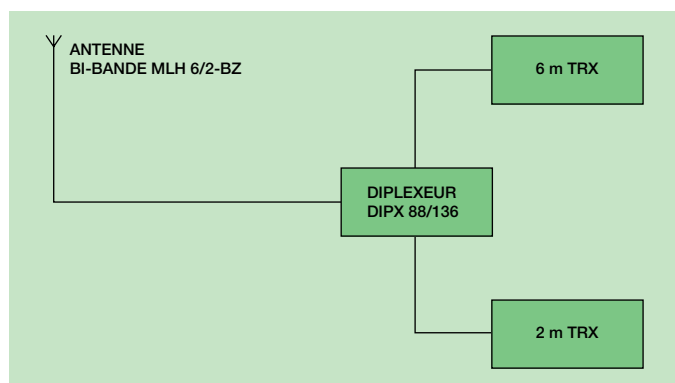 ANTENNE
BI-BANDE MLH 6/2-BZ
6 m TRX
DIPLEXEUR
DIPX 88/136
2 m TRX